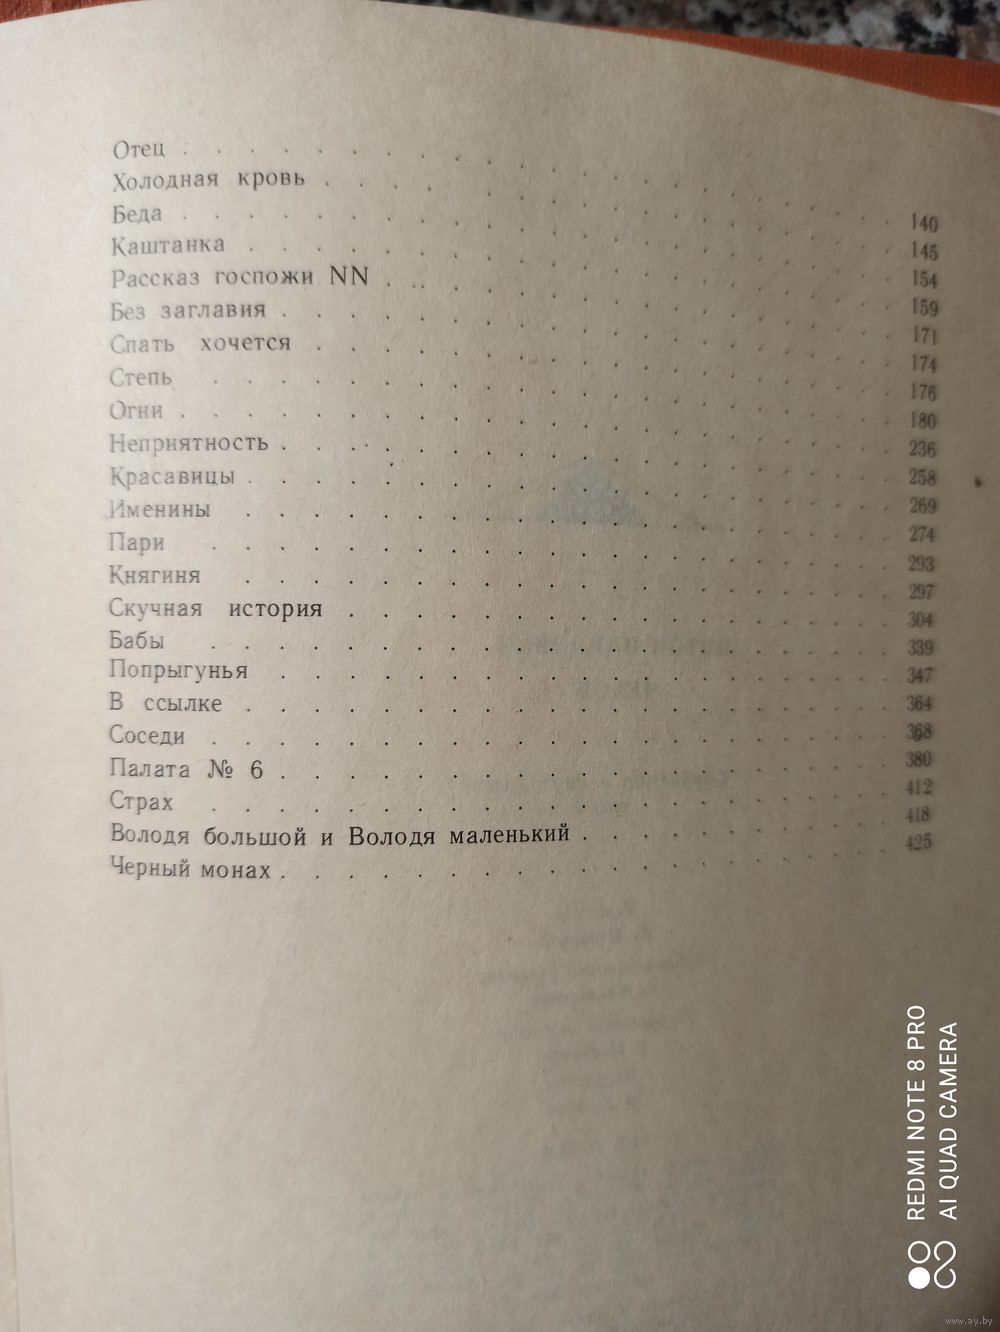 Отец . . . . . . . . . . 140
Холодная кровь . . . . . . . . . . 145
Беда . . . . . . . . . . 154
Каштанка . . . . . . . . . . 159
Рассказ госпожи NN . . . . . . . . . . 171
Без заглавия . . . . . . . . . . 174
Спать хочется . . . . . . . . . . 176
Степь . . . . . . . . . . 180
Огни . . . . . . . . . . 236
Неприятность . . . . . . . . . . 258
Красавицы . . . . . . . . . . 269
Именины . . . . . . . . . . 274
Пари . . . . . . . . . . 293
Княгиня . . . . . . . . . . 297
Скучная история . . . . . . . . . . 304
Бабы . . . . . . . . . . 339
Попрыгунья . . . . . . . . . . 347
В ссылке . . . . . . . . . . 364
Соседи . . . . . . . . . . 368
Палата № 6 . . . . . . . . . . 380
Страх . . . . . . . . . . 412
Володя большой и Володя маленький . . . . . . . . . . 418
Черный монах . . . . . . . . . . 425
REDMI NOTE 8 PRO
AI QUAD CAMERA
www.ay.by